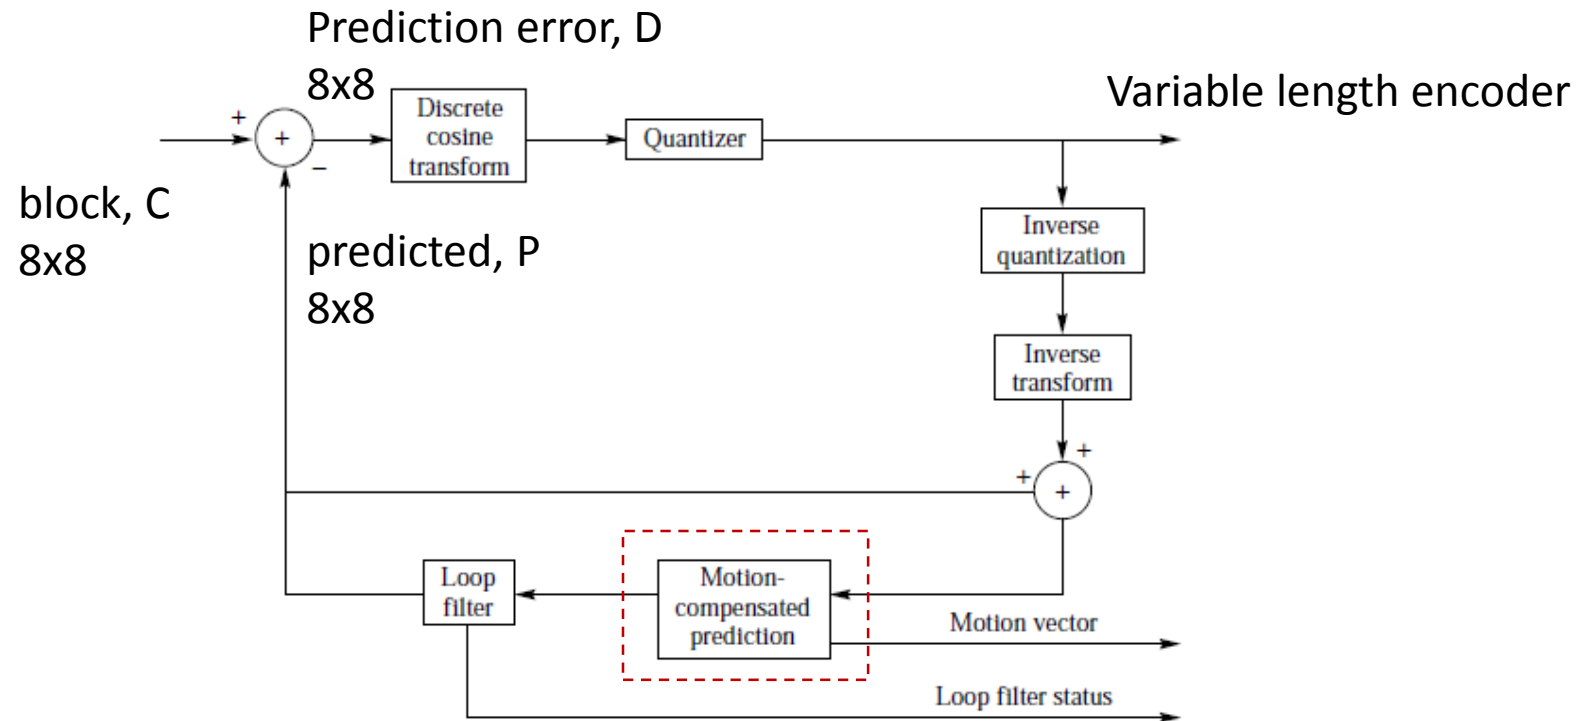 Prediction error, D
8x8
Variable length encoder
+
+
−
Discrete
cosine
transform
Quantizer
block, C
8x8
predicted, P
8x8
Inverse
quantization
Inverse
transform
+
+
+
Loop
filter
Motion-
compensated
prediction
Motion vector
Loop filter status